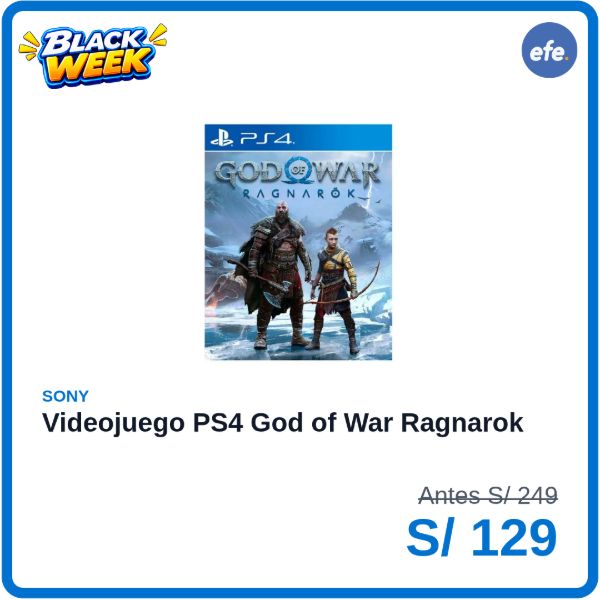 BLACK
WEEK
efe.
PS4
GOD OF WAR
RAGNARÖK
SONY
Videojuego PS4 God of War Ragnarok
Antes S/ 249
S/ 129